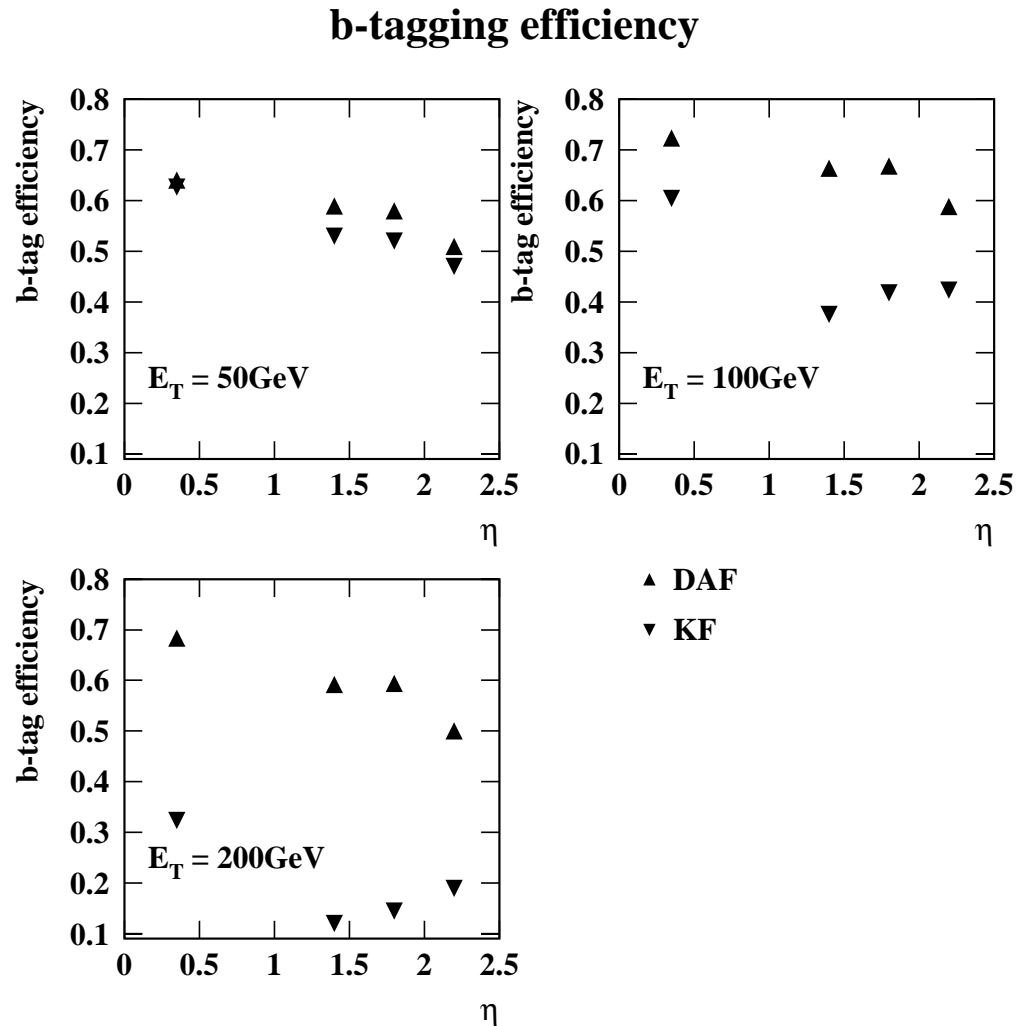 b-tagging efficiency
b-tag efficiency
0.8
0.7
0.6
0.5
0.4
0.3
0.2
0.1
E_T = 50GeV
0 0.5 1 1.5 2 2.5
η
b-tag efficiency
0.8
0.7
0.6
0.5
0.4
0.3
0.2
0.1
E_T = 100GeV
0 0.5 1 1.5 2 2.5
η
b-tag efficiency
0.8
0.7
0.6
0.5
0.4
0.3
0.2
0.1
E_T = 200GeV
0 0.5 1 1.5 2 2.5
η
▲ DAF
▼ KF